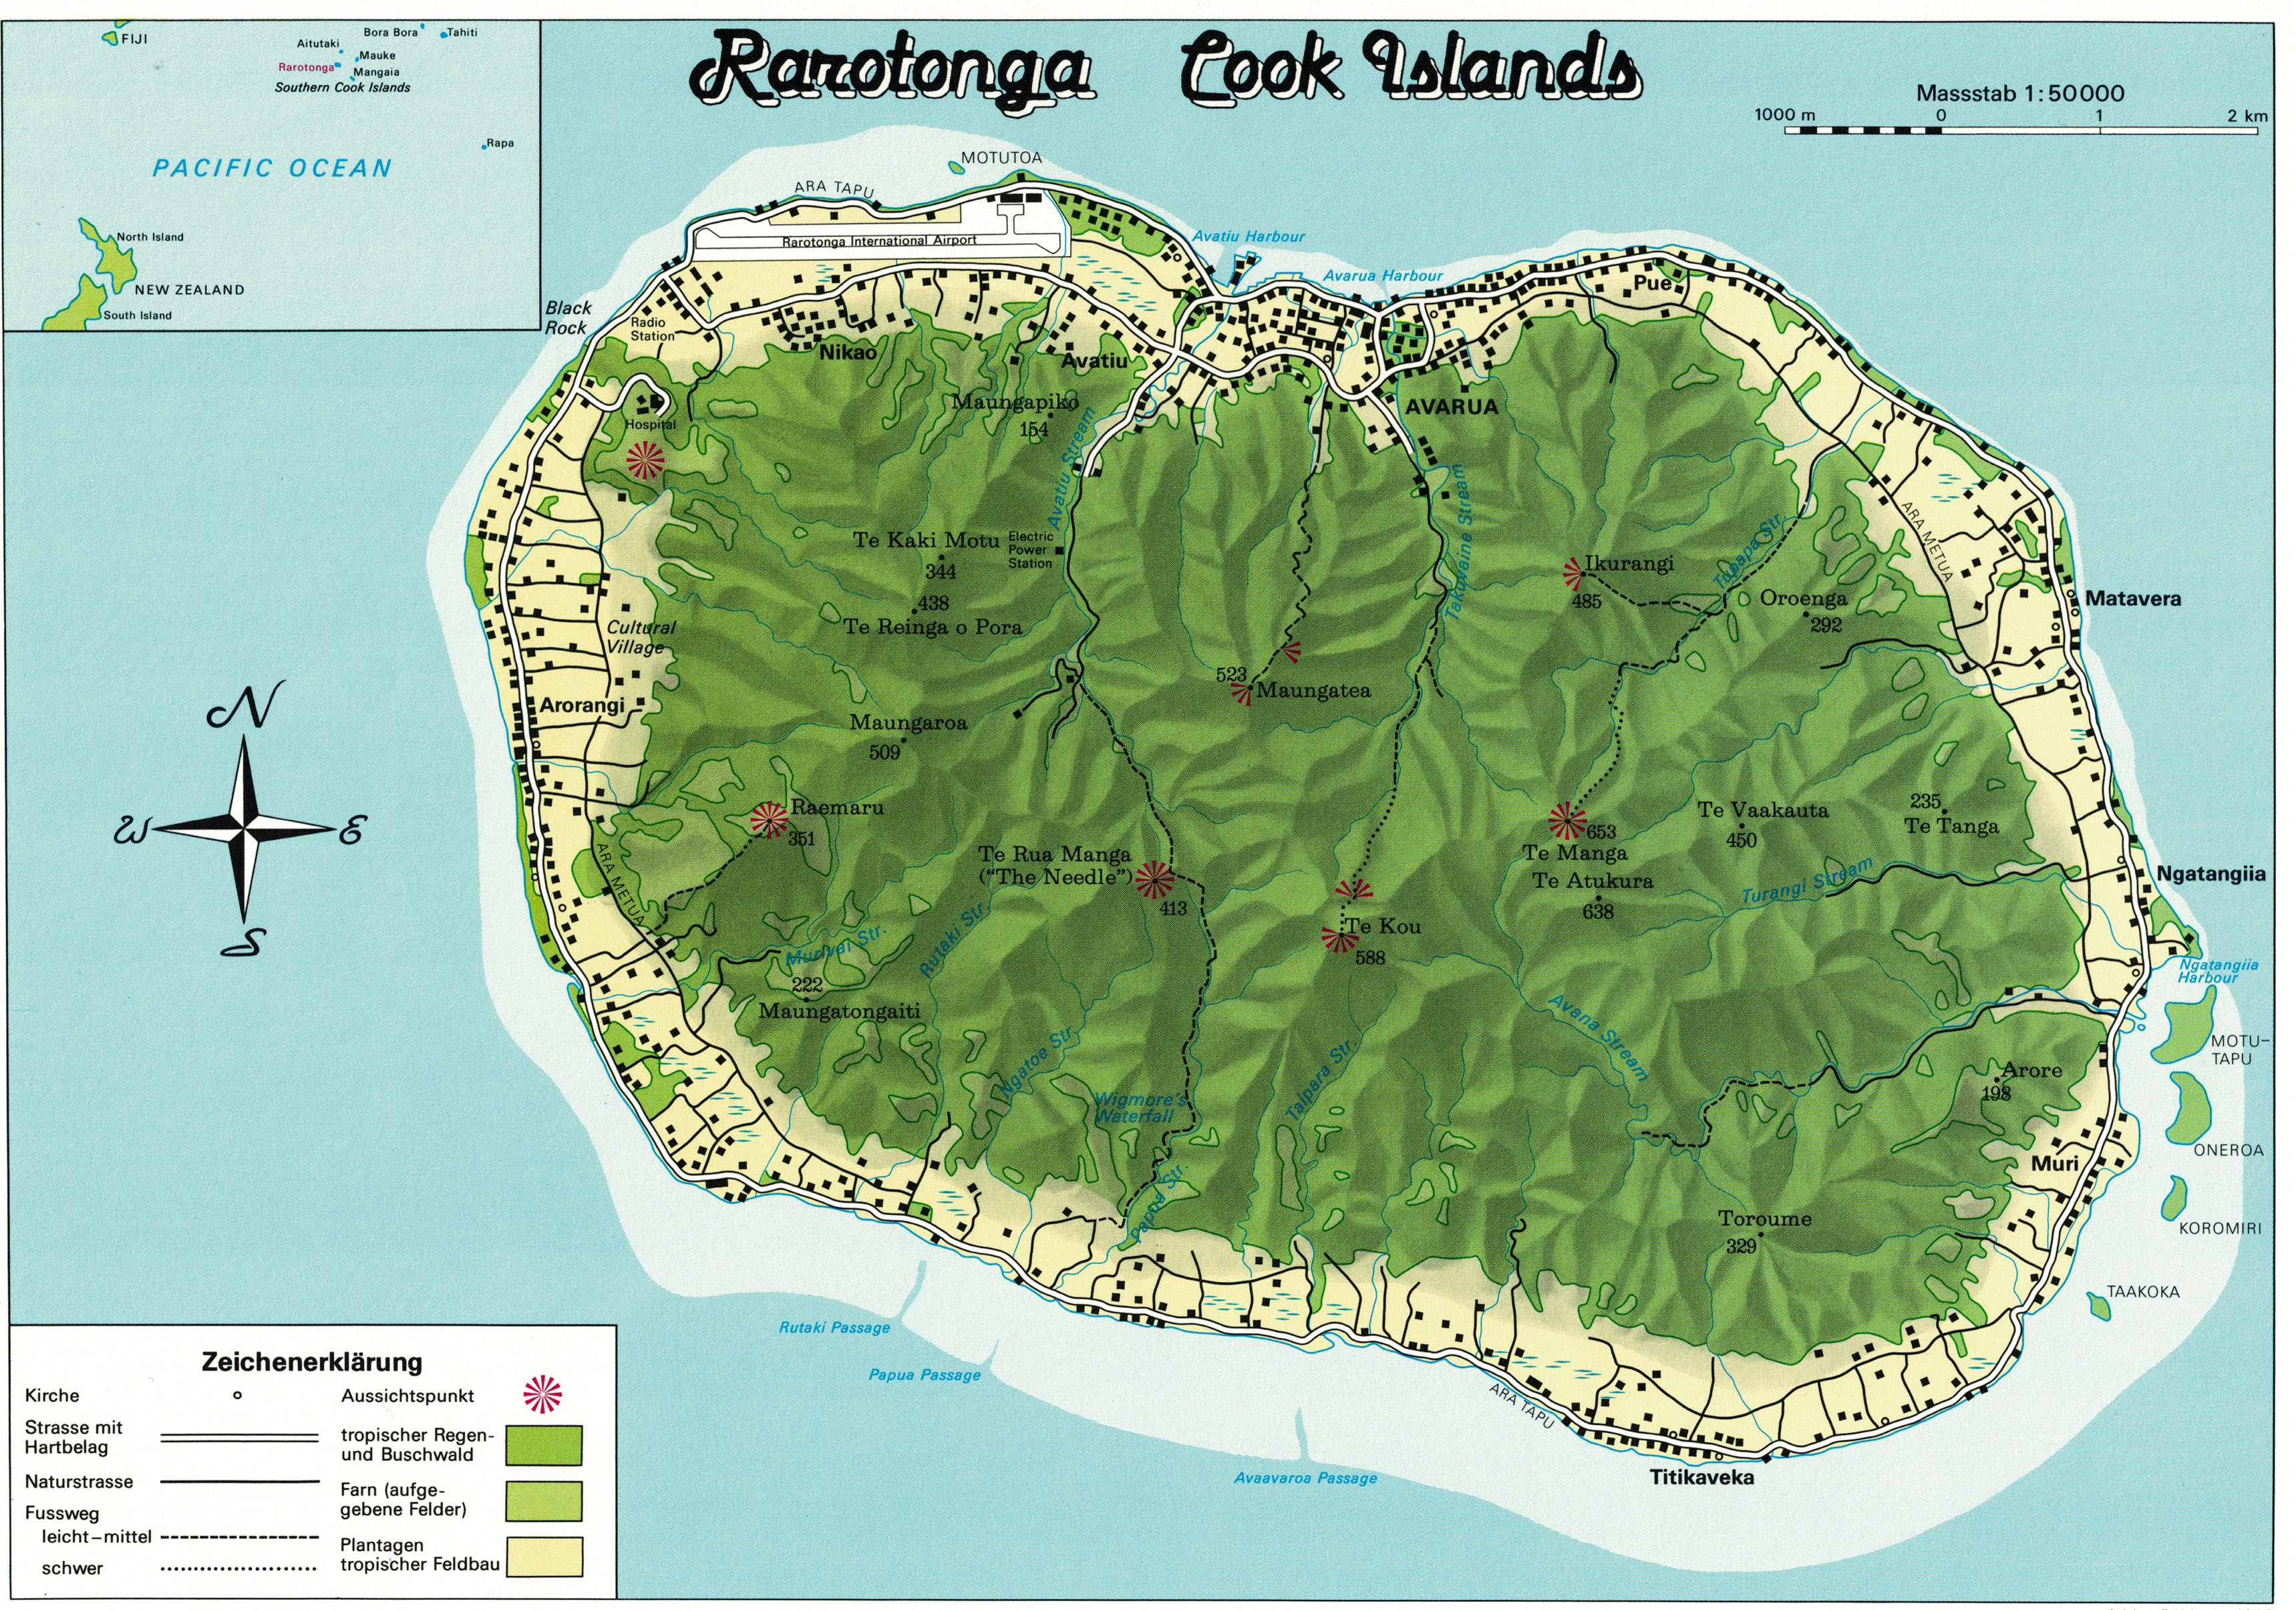 Rarotonga Cook Islands
Massstab 1:50000
1000 m 0 1 2 km
FIJI
Bora Bora
Tahiti
Aitutaki
Mauke
Rarotonga
Mangaia
Southern Cook Islands
Rapa
PACIFIC OCEAN
North Island
NEW ZEALAND
South Island
MOTUTOA
ARA TAPU
Rarotonga International Airport
Avatiu Harbour
Avarua Harbour
Pue
Black
Rock
Radio
Station
Nikao
Avatiu
Hospital
Maungapiko
154
AVARUA
Avatiu Stream
Takuvaine Stream
Tupapa Str.
ARA METUA
Te Kaki Motu
344
Electric
Power
Station
438
Te Reinga o Pora
Ikurangi
485
Oroenga
292
Matavera
Cultural
Village
Arorangi
523
Maungatea
Maungaroa
509
N
W E
S
Raemaru
351
Te Rua Manga
("The Needle")
413
653
Te Manga
Te Atukura
638
Te Vaakauta
450
235
Te Tanga
Turangi Stream
Ngatangiia
ARA METUA
Te Kou
588
Murivai Str.
Rutaki Str.
222
Maungatongaiti
Ngatangiia
Harbour
MOTU-
TAPU
Avana Stream
Ngatoe Str.
Taipara Str.
Wigmore's
Waterfall
Papua Str.
Arore
198
ONEROA
Muri
KOROMIRI
Toroume
329
TAAKOKA
Rutaki Passage
Papua Passage
Avaavaroa Passage
ARA TAPU
Titikaveka
Zeichenerklärung
Kirche
Strasse mit
Hartbelag
Naturstrasse
Fussweg
leicht–mittel
schwer
Aussichtspunkt
tropischer Regen-
und Buschwald
Farn (aufge-
gebene Felder)
Plantagen
tropischer Feldbau